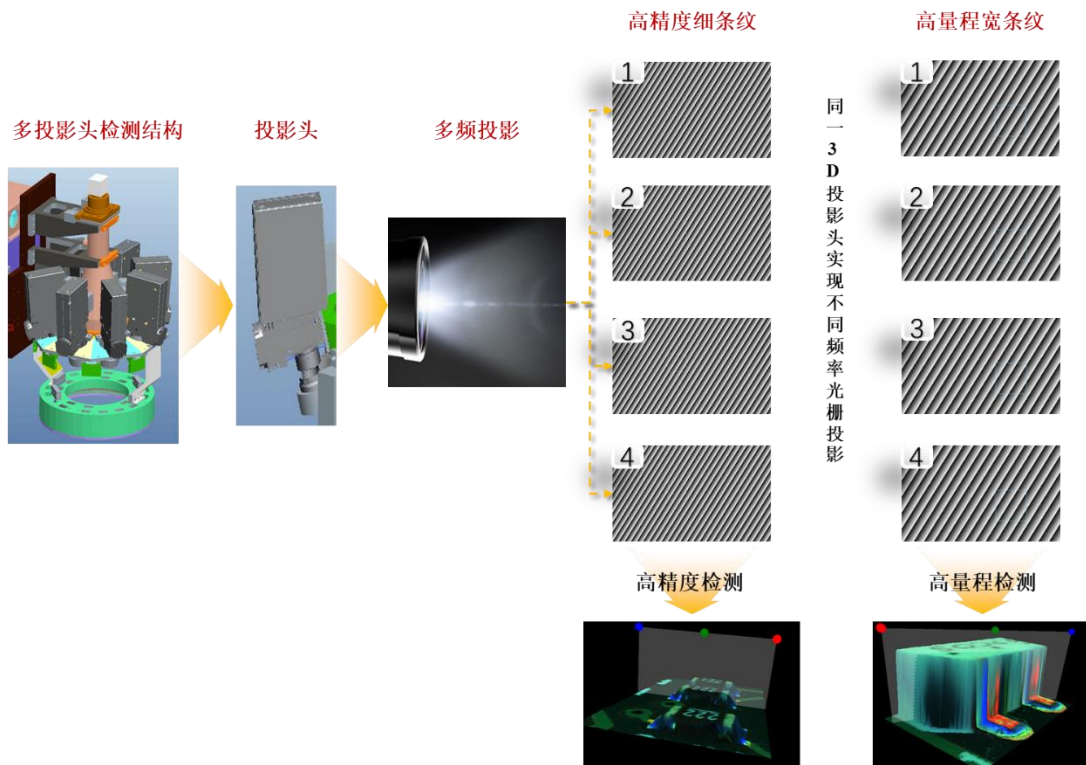 高精度细条纹
高量程宽条纹
多投影头检测结构
投影头
多频投影
1
2
3
4
同一3D投影头实现不同频率光栅投影
1
2
3
4
高精度检测
高量程检测
222